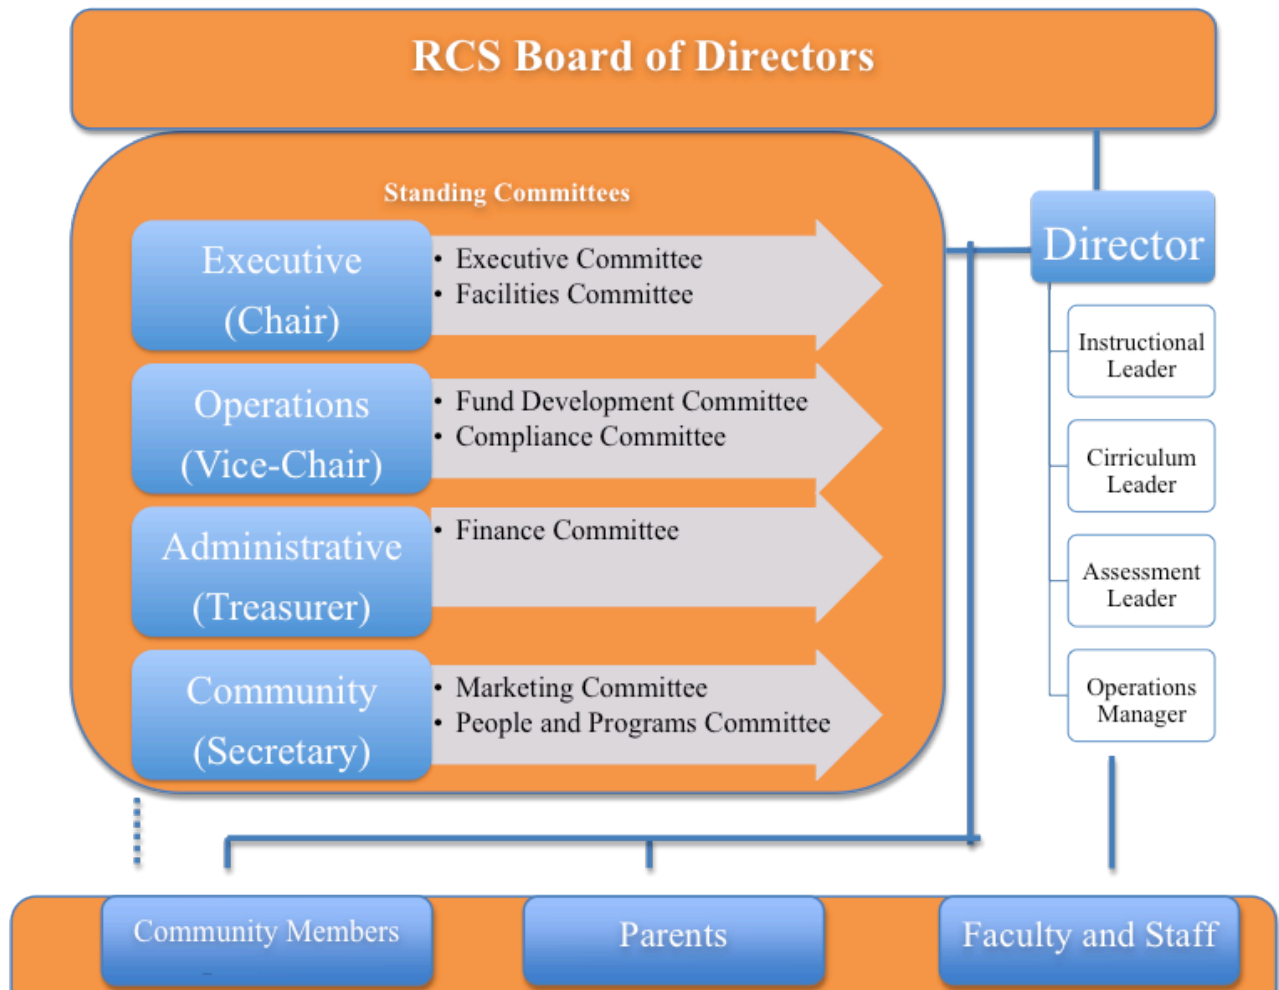 RCS Board of Directors
Standing Committees
Executive
(Chair)
• Executive Committee
• Facilities Committee
Operations
(Vice-Chair)
• Fund Development Committee
• Compliance Committee
Administrative
(Treasurer)
• Finance Committee
Community
(Secretary)
• Marketing Committee
• People and Programs Committee
Director
Instructional
Leader
Cirriculum
Leader
Assessment
Leader
Operations
Manager
Community Members
Parents
Faculty and Staff